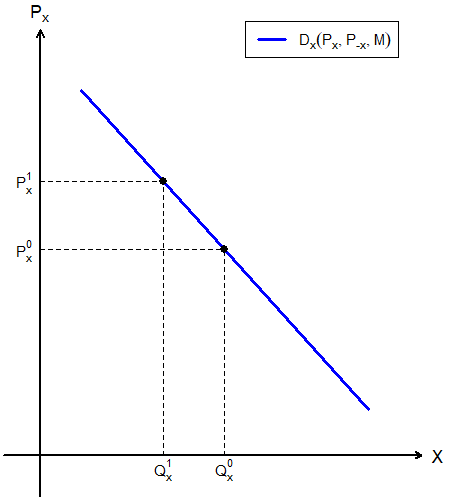 Pₓ
Dₓ(Pₓ, P₋ₓ, M)
Pₓ¹
Pₓ⁰
X
Qₓ¹ Qₓ⁰